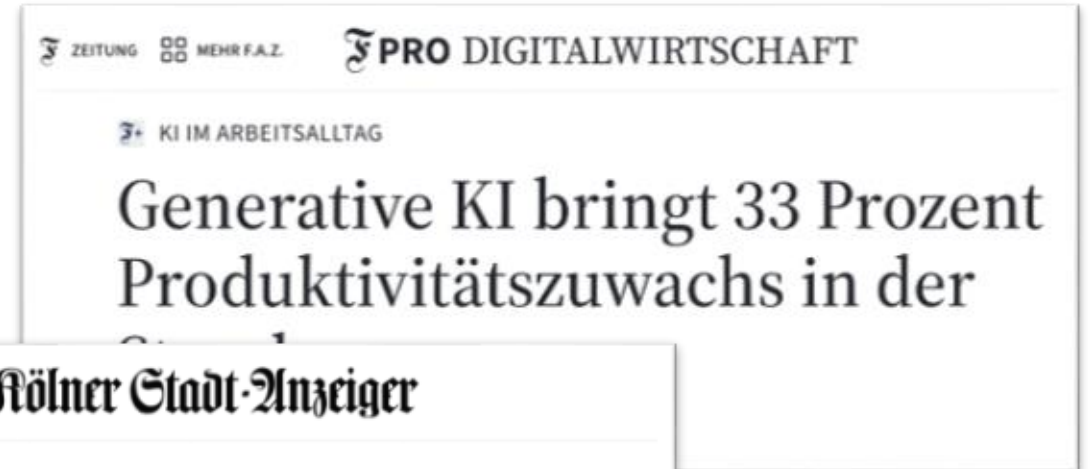 ZEITUNG MEHR F.A.Z. F PRO DIGITALWIRTSCHAFT
F+ KI IM ARBEITSALLTAG
Generative KI bringt 33 Prozent
Produktivitätszuwachs in der
Kölner Stadt-Anzeiger